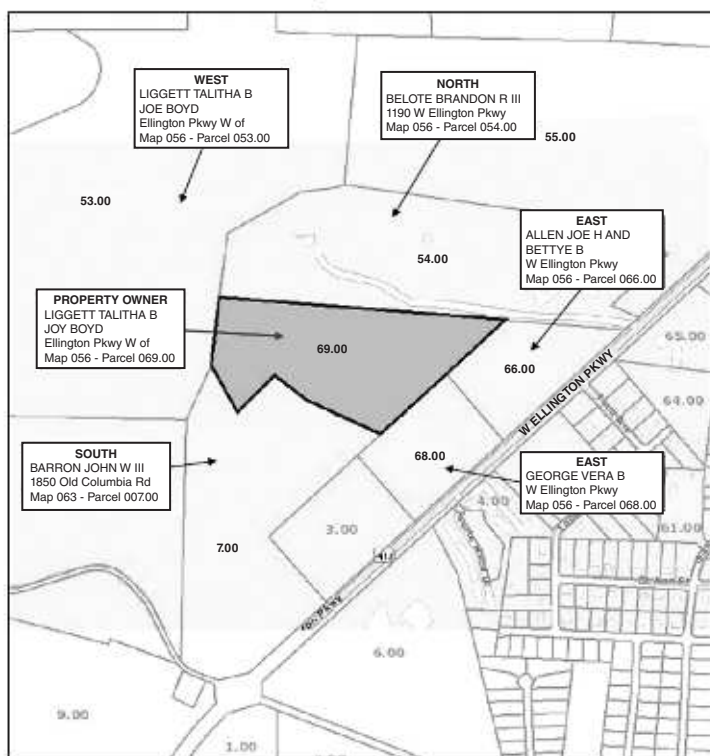 WEST
LIGGETT TALITHA B
JOE BOYD
Ellington Pkwy W of
Map 056 - Parcel 053.00
NORTH
BELOTE BRANDON R III
1190 W Ellington Pkwy
Map 056 - Parcel 054.00
55.00
53.00
EAST
ALLEN JOE H AND
BETTYE B
W Ellington Pkwy
Map 056 - Parcel 066.00
54.00
PROPERTY OWNER
LIGGETT TALITHA B
JOY BOYD
Ellington Pkwy W of
Map 056 - Parcel 069.00
69.00
66.00
65.00
W ELLINGTON PKWY
64.00
SOUTH
BARRON JOHN W III
1850 Old Columbia Rd
Map 063 - Parcel 007.00
68.00
EAST
GEORGE VERA B
W Ellington Pkwy
Map 056 - Parcel 068.00
4.00
61.00
7.00
3.00
Pkwy
6.00
9.00
1.00